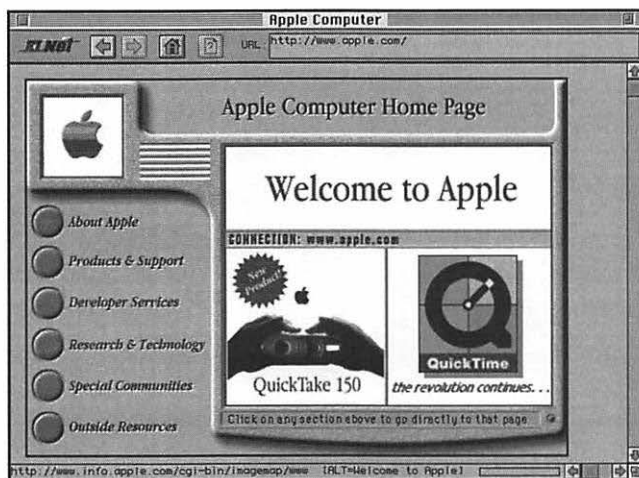 Apple Computer
URL: http://www.apple.com/
Apple Computer Home Page
Welcome to Apple
CONNECTION: www.apple.com
About Apple
Products & Support
Developer Services
Research & Technology
Special Communities
Outside Resources
New Product!
QuickTake 150
QuickTime
the revolution continues...
Click on any section above to go directly to that page
http://www.info.apple.com/cgi-bin/imagemap/www [ALT=Welcome to Apple]